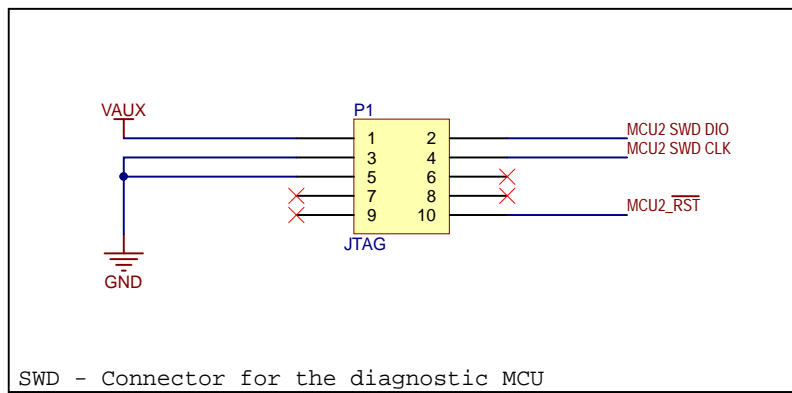 VAUX
P1
1 2 MCU2 SWD DIO
3 4 MCU2 SWD CLK
5 6
7 8
9 10 MCU2_RST
JTAG
GND
SWD - Connector for the diagnostic MCU